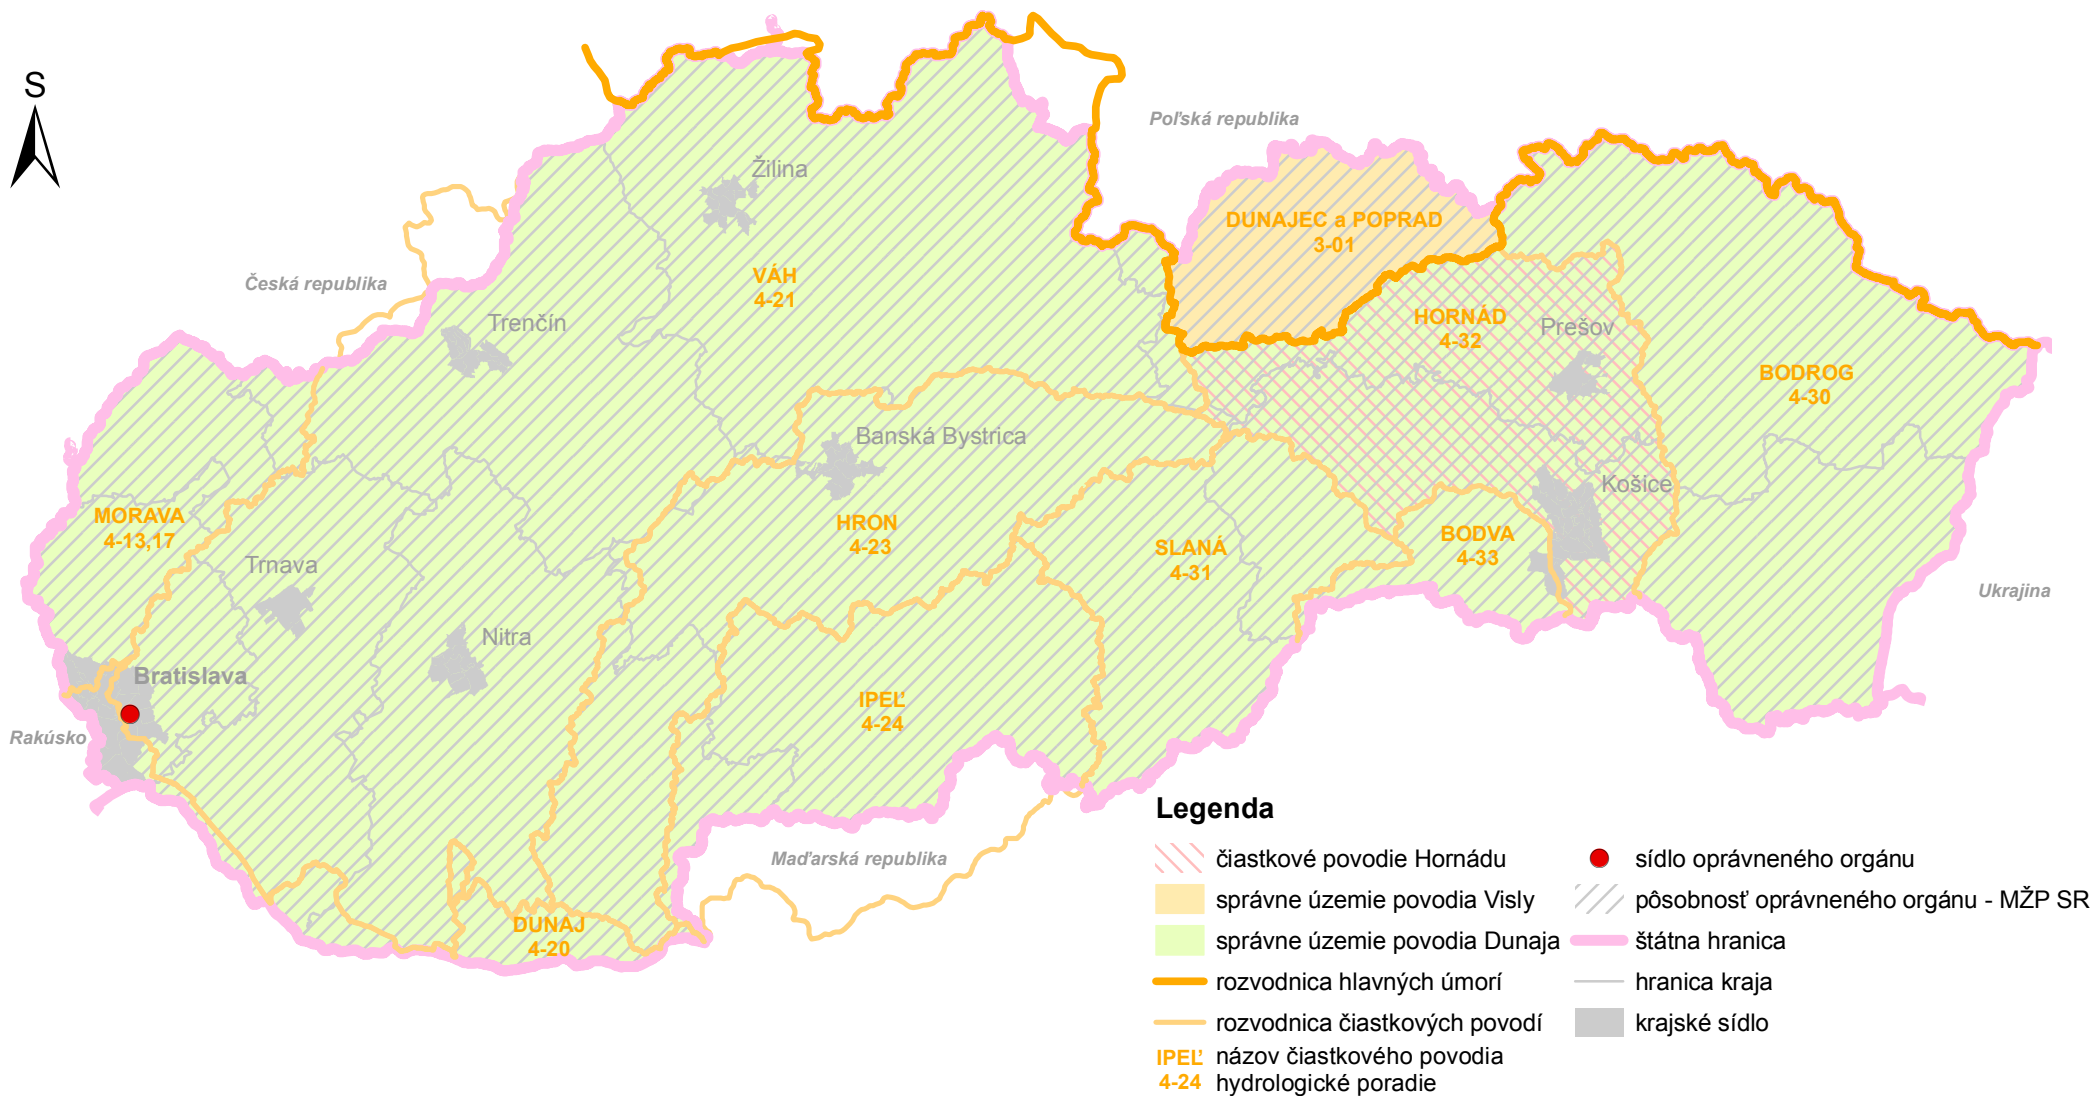 S
Poľská republika
Žilina
DUNAJEC a POPRAD
3-01
VÁH
4-21
Česká republika
Trenčín
HORNÁD
4-32
Prešov
BODROG
4-30
Banská Bystrica
Košice
MORAVA
4-13,17
HRON
4-23
SLANÁ
4-31
BODVA
4-33
Trnava
Ukrajina
Nitra
Bratislava
IPEĽ
4-24
Rakúsko
Maďarská republika
DUNAJ
4-20
Legenda
čiastkové povodie Hornádu
správne územie povodia Visly
správne územie povodia Dunaja
rozvodnica hlavných úmorí
rozvodnica čiastkových povodí
IPEĽ názov čiastkového povodia
4-24 hydrologické poradie
sídlo oprávneného orgánu
pôsobnosť oprávneného orgánu - MŽP SR
štátna hranica
hranica kraja
krajské sídlo